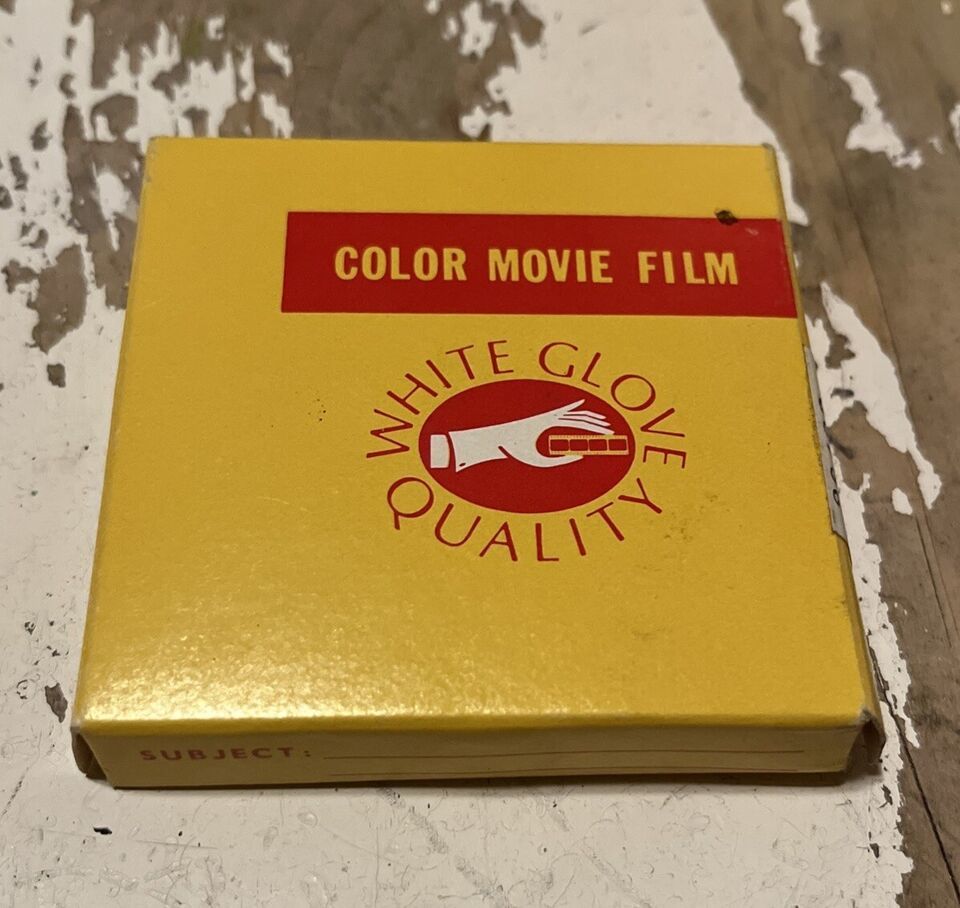 COLOR MOVIE FILM
WHITE GLOVE
QUALITY
SUBJECT: